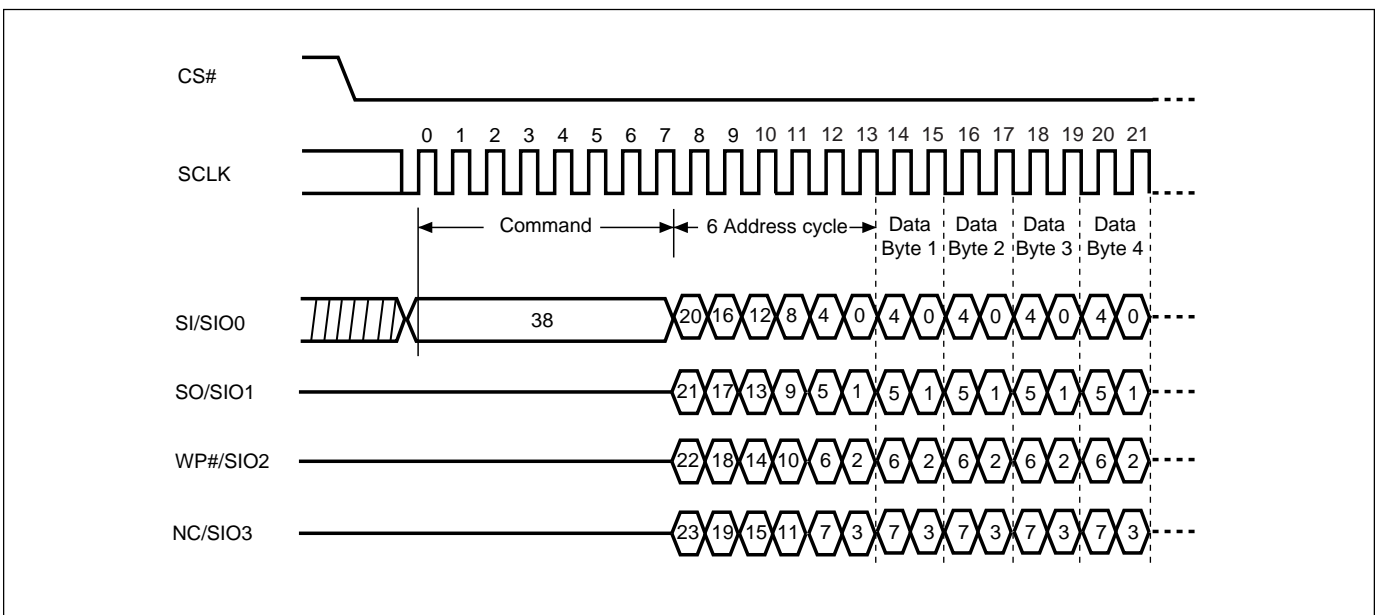 CS#
0 1 2 3 4 5 6 7 8 9 10 11 12 13 14 15 16 17 18 19 20 21
SCLK
Command 6 Address cycle Data Data Data Data
Byte 1 Byte 2 Byte 3 Byte 4
SI/SIO0 38 20 16 12 8 4 0 4 0 4 0 4 0 4 0
SO/SIO1 21 17 13 9 5 1 5 1 5 1 5 1 5 1
WP#/SIO2 22 18 14 10 6 2 6 2 6 2 6 2 6 2
NC/SIO3 23 19 15 11 7 3 7 3 7 3 7 3 7 3